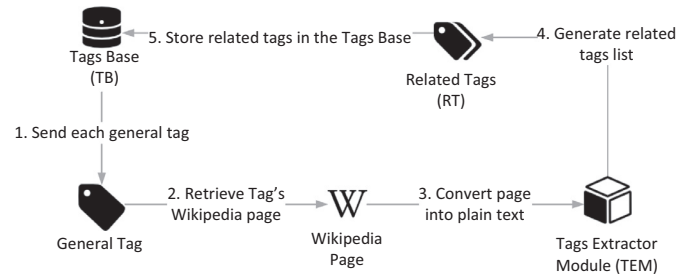 5. Store related tags in the Tags Base
4. Generate related
tags list
Tags Base
(TB)
Related Tags
(RT)
1. Send each general tag
2. Retrieve Tag's
Wikipedia page
W
3. Convert page
into plain text
General Tag
Wikipedia
Page
Tags Extractor
Module (TEM)